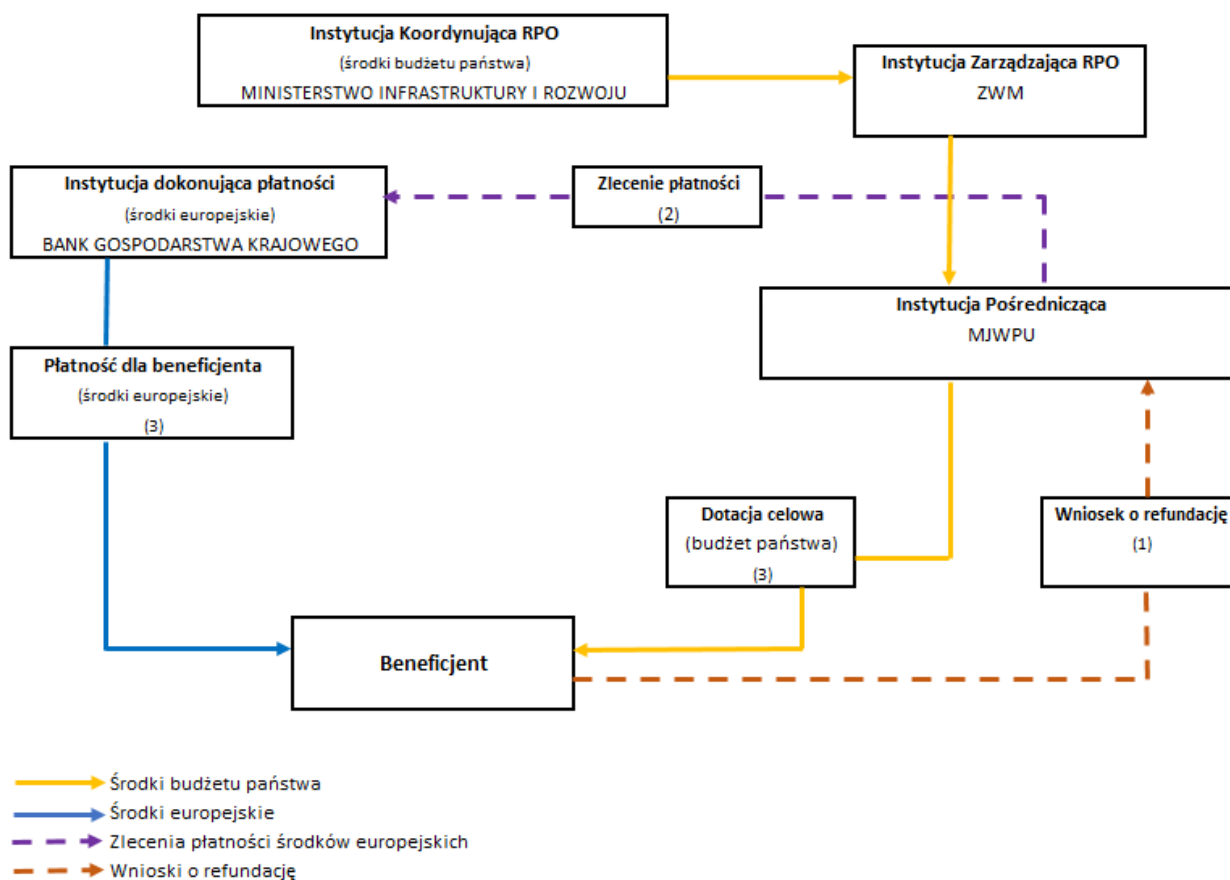 Instytucja Koordynująca RPO
(środki budżetu państwa)
MINISTERSTWO INFRASTRUKTURY I ROZWOJU
Instytucja Zarządzająca RPO
ZWM
Instytucja dokonująca płatności
(środki europejskie)
BANK GOSPODARSTWA KRAJOWEGO
Zlecenie płatności
(2)
Instytucja Pośrednicząca
MJWPU
Płatność dla beneficjenta
(środki europejskie)
(3)
Dotacja celowa
(budżet państwa)
(3)
Wniosek o refundację
(1)
Beneficjent
Środki budżetu państwa
Środki europejskie
Zlecenia płatności środków europejskich
Wnioski o refundację